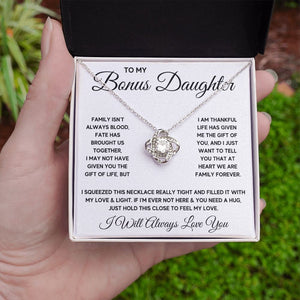 TO MY
Bonus Daughter
FAMILY ISN'T
ALWAYS BLOOD,
FATE HAS
BROUGHT US
TOGETHER,
I MAY NOT HAVE
GIVEN YOU THE
GIFT OF LIFE, BUT
I AM THANKFUL
LIFE HAS GIVEN
ME THE GIFT OF
YOU, AND I JUST
WANT TO TELL
YOU THAT AT
HEART WE ARE
FAMILY FOREVER.
I SQUEEZED THIS NECKLACE REALLY TIGHT AND FILLED IT WITH
MY LOVE & LIGHT. IF I'M EVER NOT HERE & YOU NEED A HUG,
JUST HOLD THIS CLOSE TO FEEL MY LOVE.
I Will Always Love You